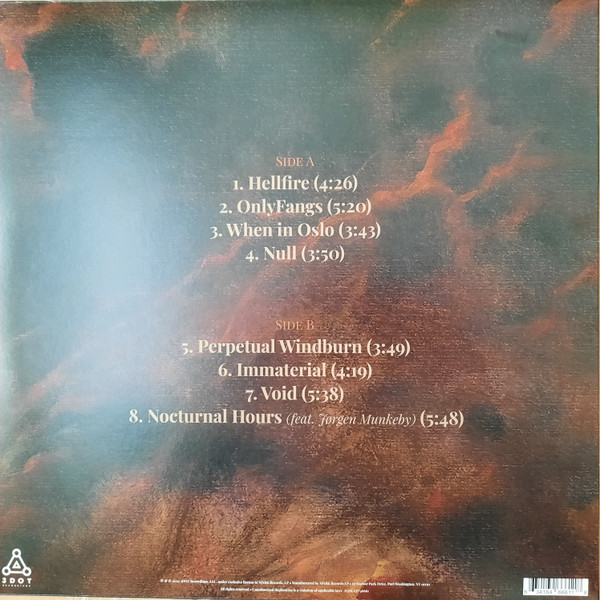 SIDE A
1. Hellfire (4:26)
2. OnlyFangs (5:20)
3. When in Oslo (3:43)
4. Null (3:50)
SIDE B
5. Perpetual Windburn (3:49)
6. Immaterial (4:19)
7. Void (5:38)
8. Nocturnal Hours (feat. Jørgen Munkeby) (5:48)
3DOT
RECORDINGS